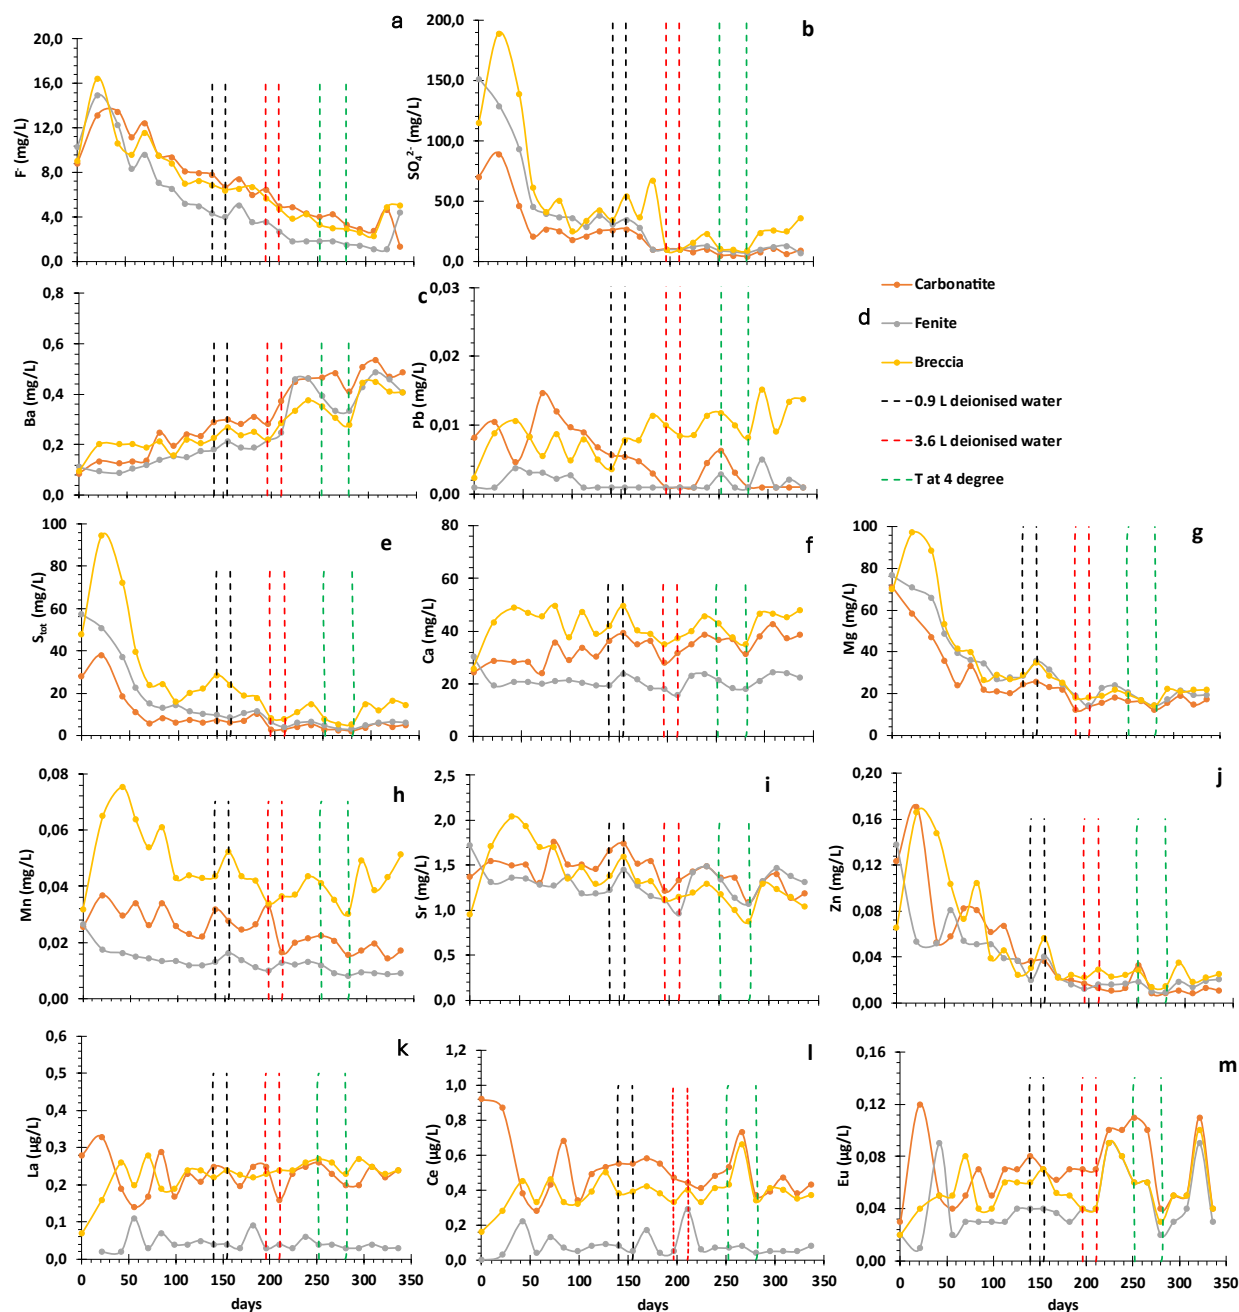 a
20,0
16,0
12,0
8,0
4,0
0,0
F- (mg/L)
0 50 100 150 200 250 300 350
b
200,0
150,0
100,0
50,0
0,0
SO₄²⁻ (mg/L)
c
0,8
0,6
0,4
0,2
0,0
Ba (mg/L)
d
0,03
0,02
0,01
0,00
Pb (mg/L)
Carbonatite
Fenite
Breccia
0.9 L deionised water
3.6 L deionised water
T at 4 degree
e
100
80
60
40
20
0
Stot (mg/L)
f
80
60
40
20
0
Ca (mg/L)
g
100
80
60
40
20
0
Mg (mg/L)
h
0,08
0,06
0,04
0,02
0,00
Mn (mg/L)
i
2,5
2,0
1,5
1,0
0,5
0,0
Sr (mg/L)
j
0,20
0,16
0,12
0,08
0,04
0,00
Zn (mg/L)
k
0,6
0,5
0,4
0,3
0,2
0,1
0,0
La (µg/L)
0 50 100 150 200 250 300 350
days
l
1,2
1,0
0,8
0,6
0,4
0,2
0,0
Ce (µg/L)
0 50 100 150 200 250 300 350
days
m
0,16
0,12
0,08
0,04
0,00
Eu (µg/L)
0 50 100 150 200 250 300 350
days